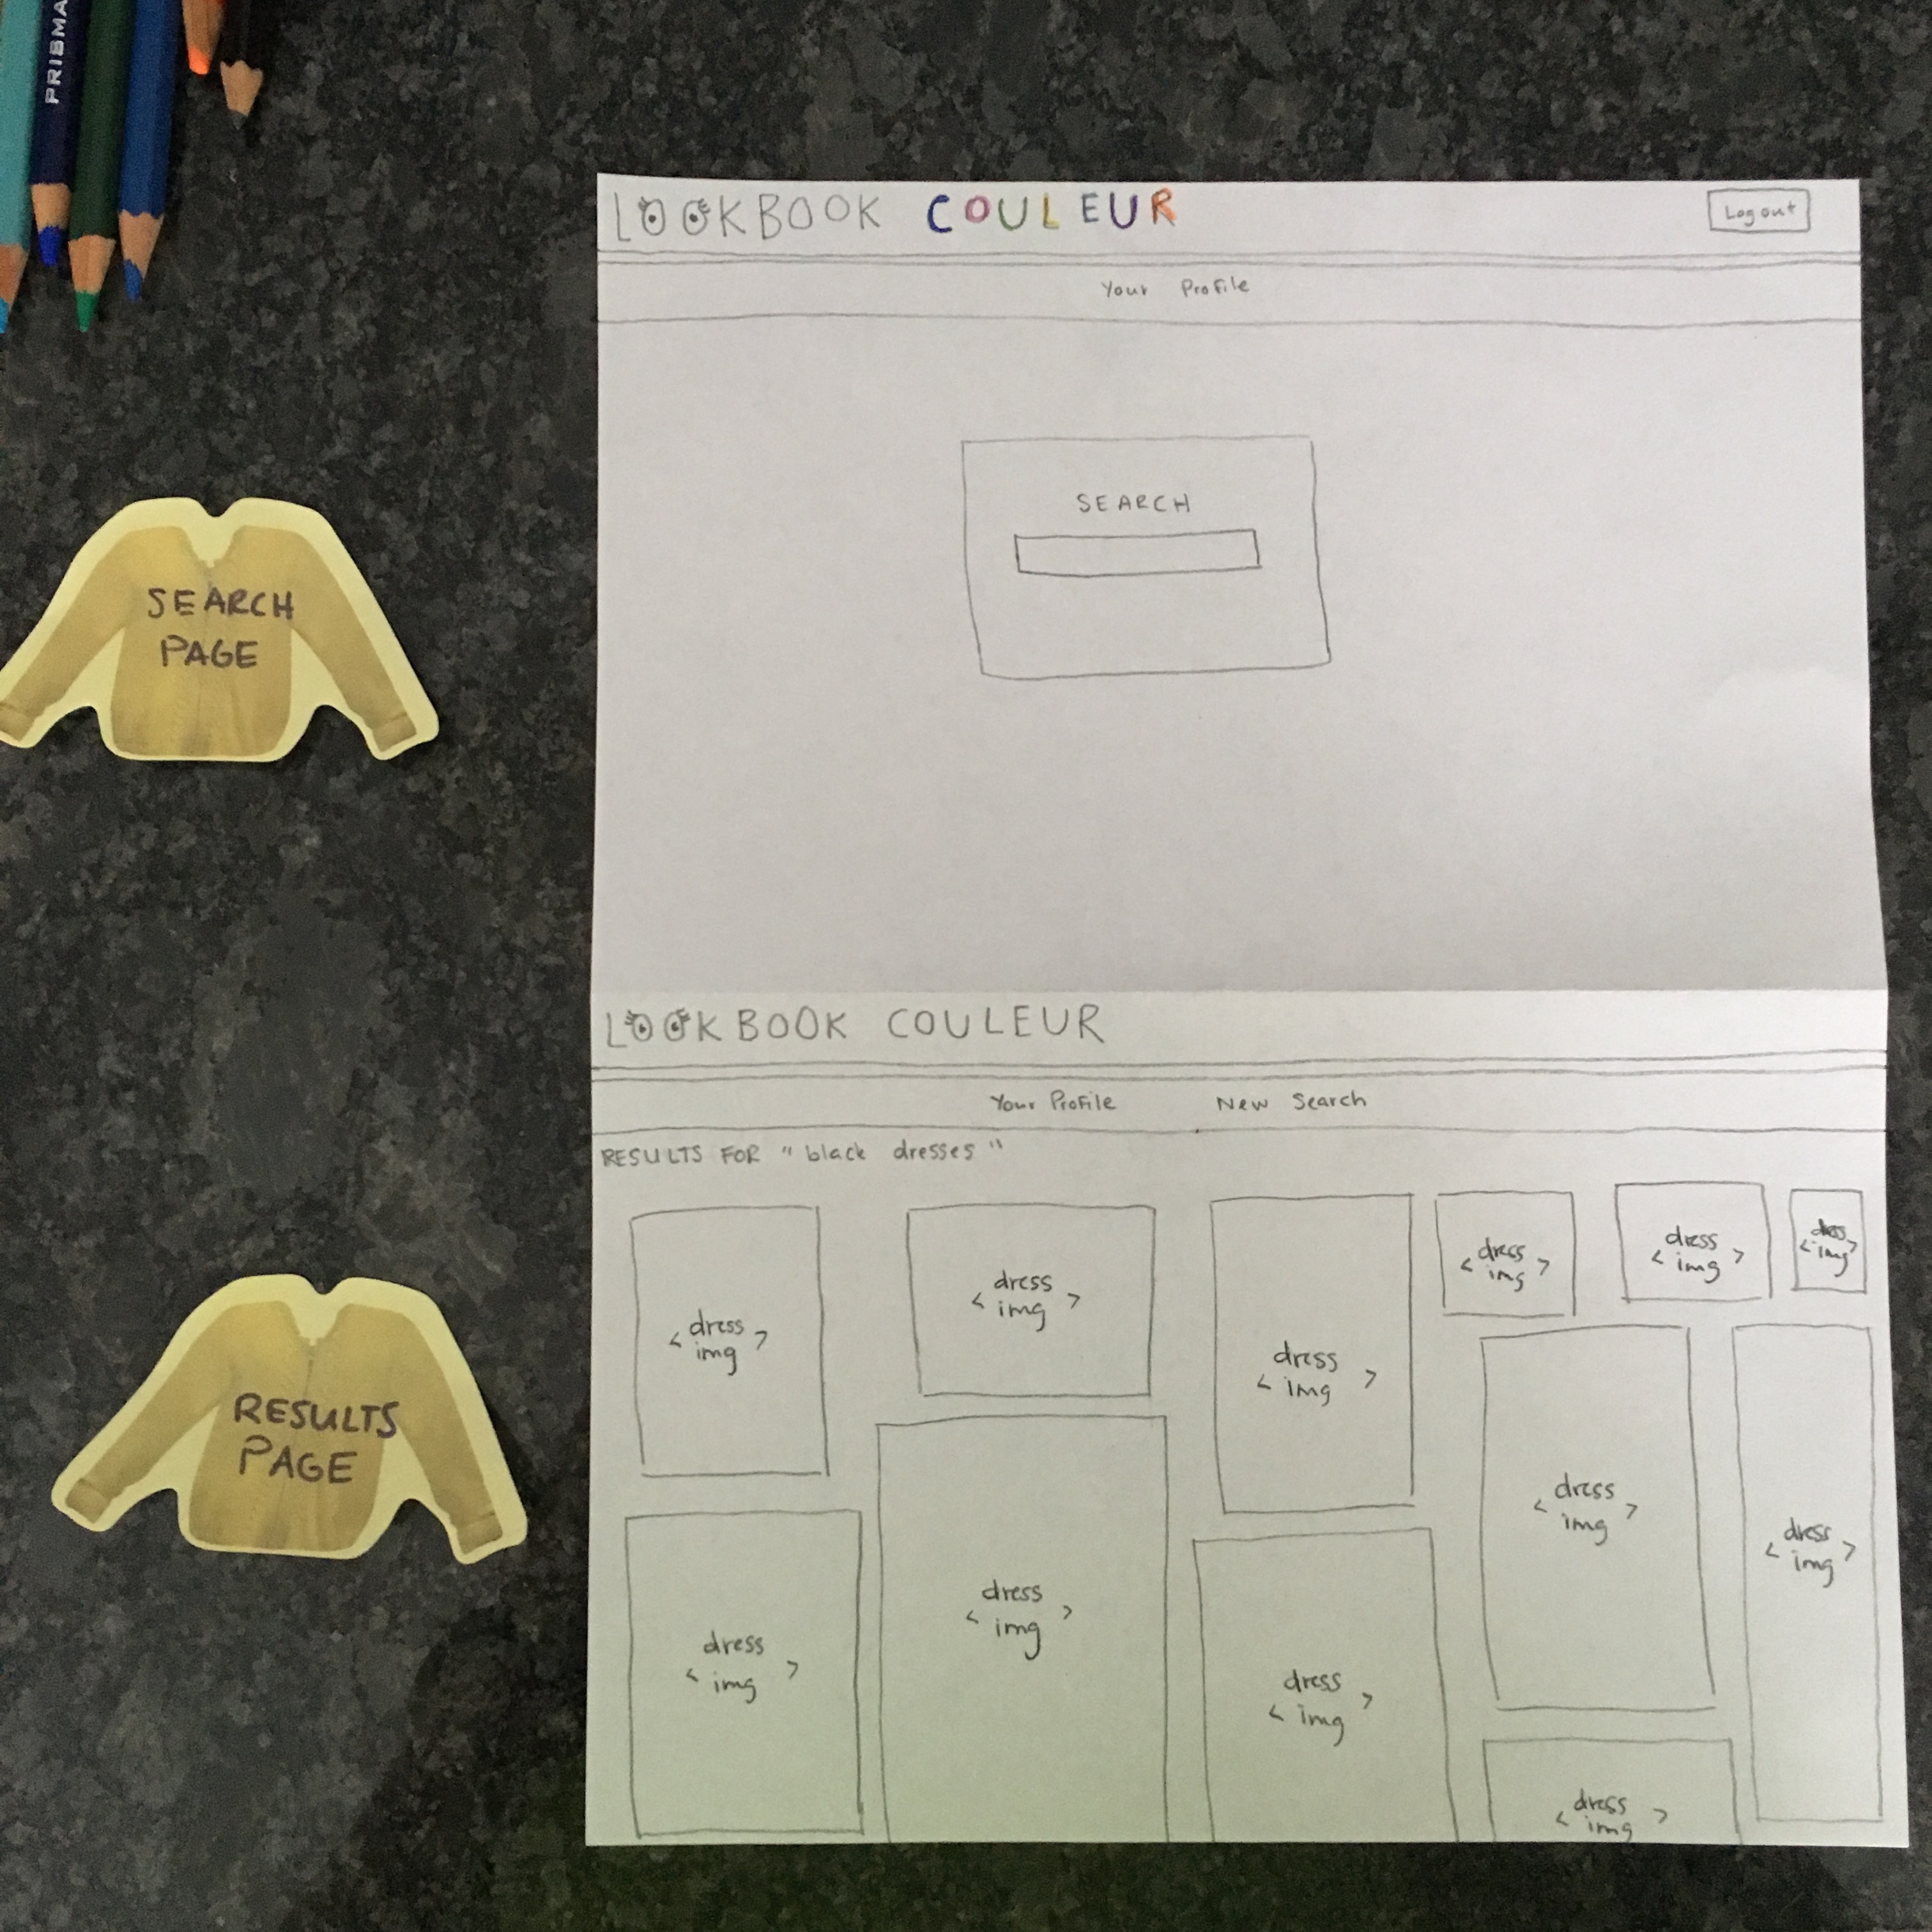 PRISMA
LOOKBOOK COULEUR
Log out
Your Profile
SEARCH
SEARCH
PAGE
LOOKBOOK COULEUR
Your Profile New Search
RESULTS FOR "black dresses"
RESULTS
PAGE
dress
< img >
dress
< img >
dress
< img >
dress
< img >
dress
< img >
dress
< img >
dress
< img >
dress
< img >
dress
< img >
dress
< img >
dress
< img >
dress
< img >